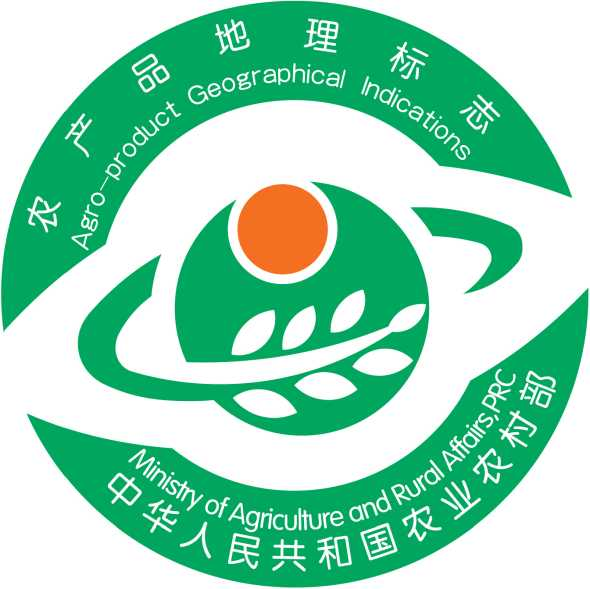 农产品地理标志
Agro-product Geographical Indications
Ministry of Agriculture and Rural Affairs,PRC
中华人民共和国农业农村部